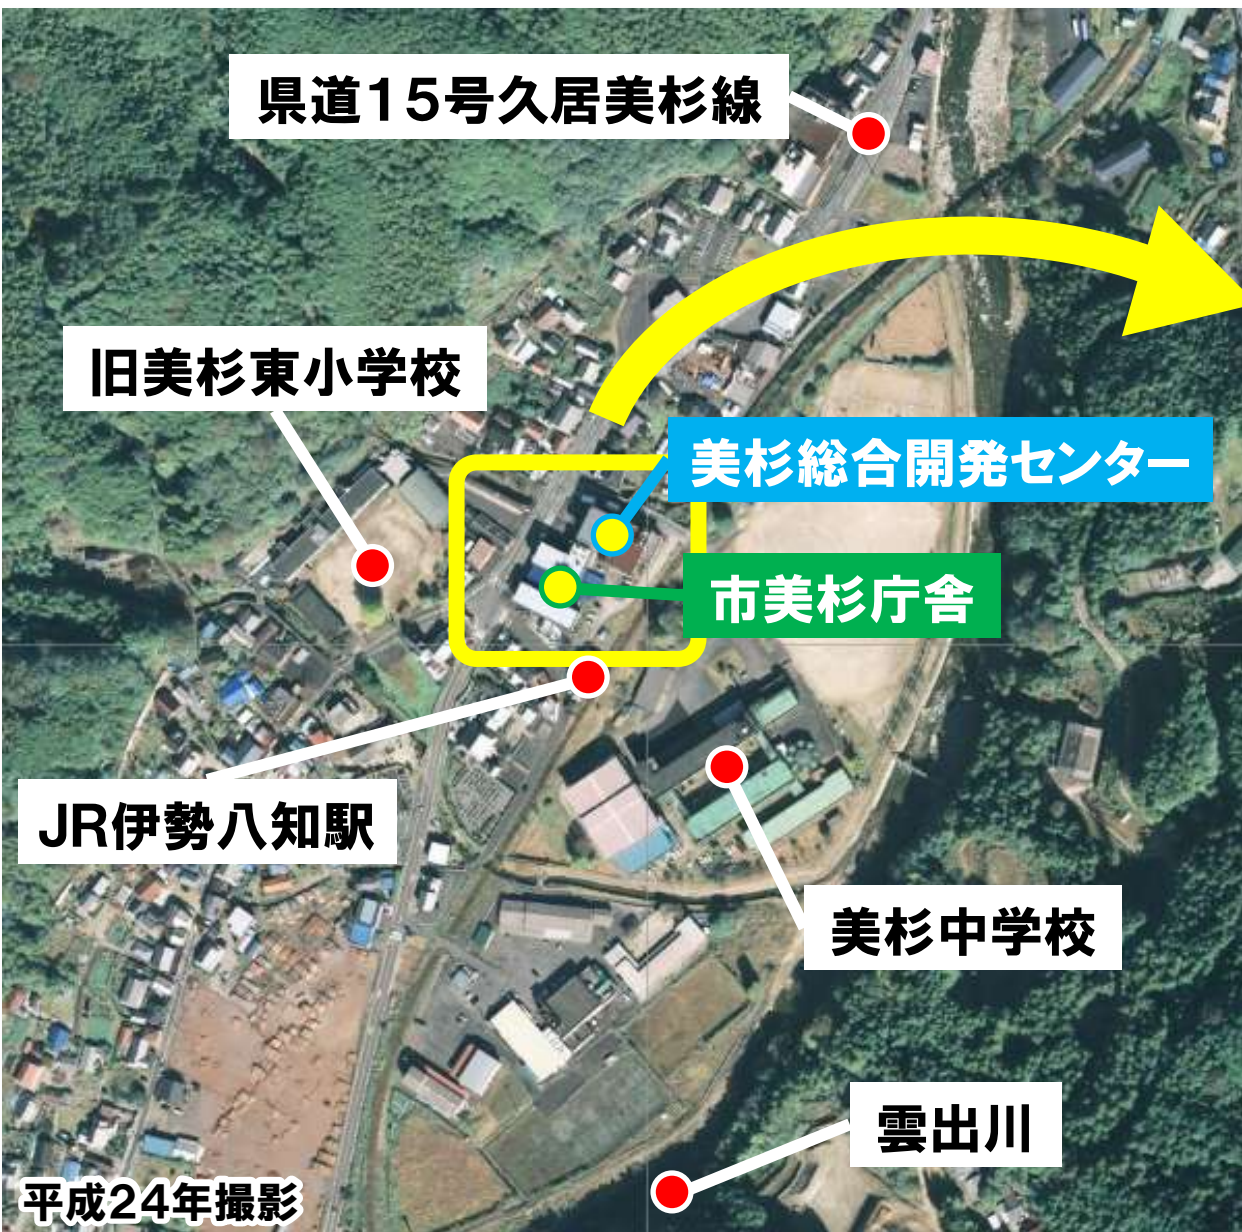 県道15号久居美杉線
旧美杉東小学校
美杉総合開発センター
市美杉庁舎
JR伊勢八知駅
美杉中学校
雲出川
平成24年撮影